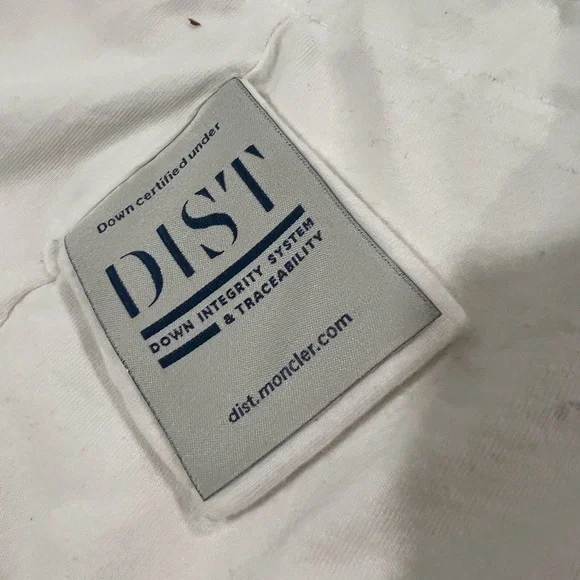 Down certified under
DIST
DOWN INTEGRITY SYSTEM
& TRACEABILITY
dist.moncler.com